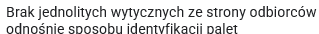 Brak jednolitych wytycznych ze strony odbiorców
odnośnie sposobu identyfikacji palet